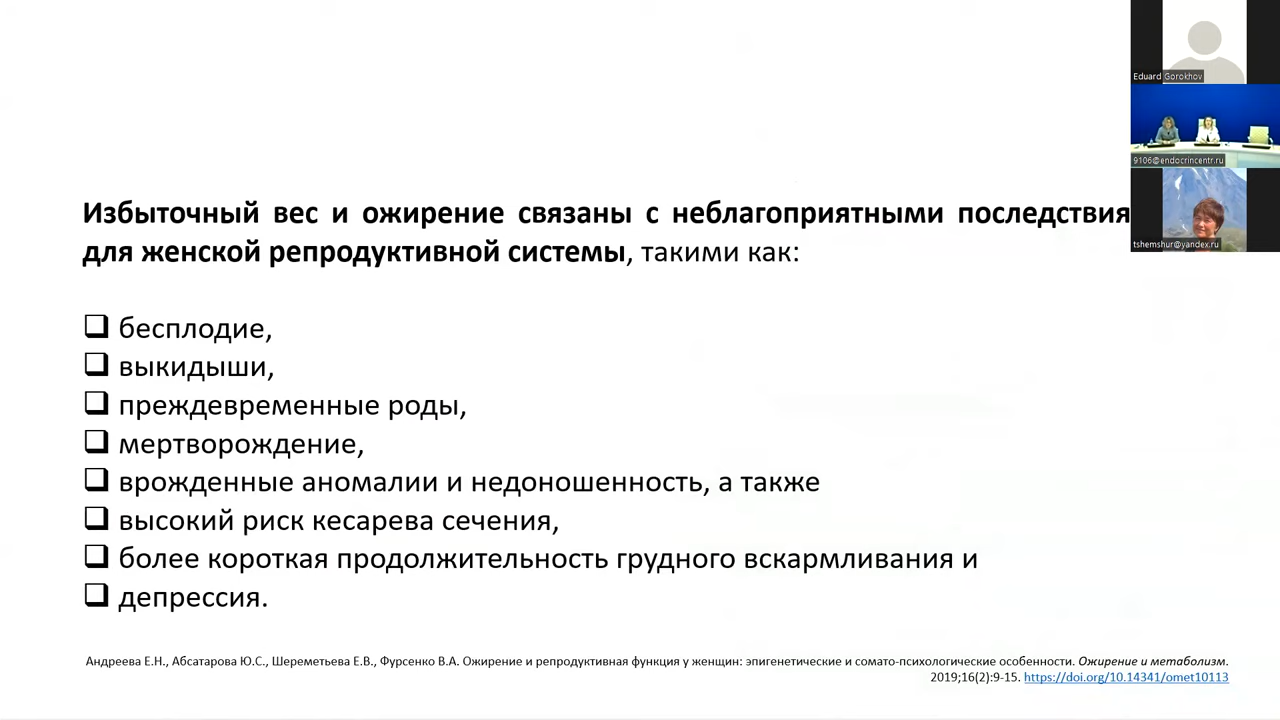 Избыточный вес и ожирение связаны с неблагоприятными последствия
для женской репродуктивной системы, такими как:
❑ бесплодие,
❑ выкидыши,
❑ преждевременные роды,
❑ мертворождение,
❑ врожденные аномалии и недоношенность, а также
❑ высокий риск кесарева сечения,
❑ более короткая продолжительность грудного вскармливания и
❑ депрессия.
Андреева Е.Н., Абсатарова Ю.С., Шереметьева Е.В., Фурсенко В.А. Ожирение и репродуктивная функция у женщин: эпигенетические и сомато-психологические особенности. Ожирение и метаболизм.
2019;16(2):9-15. https://doi.org/10.14341/omet10113
Eduard Gorokhov
9106@endocrincentr.ru
tshemshur@yandex.ru